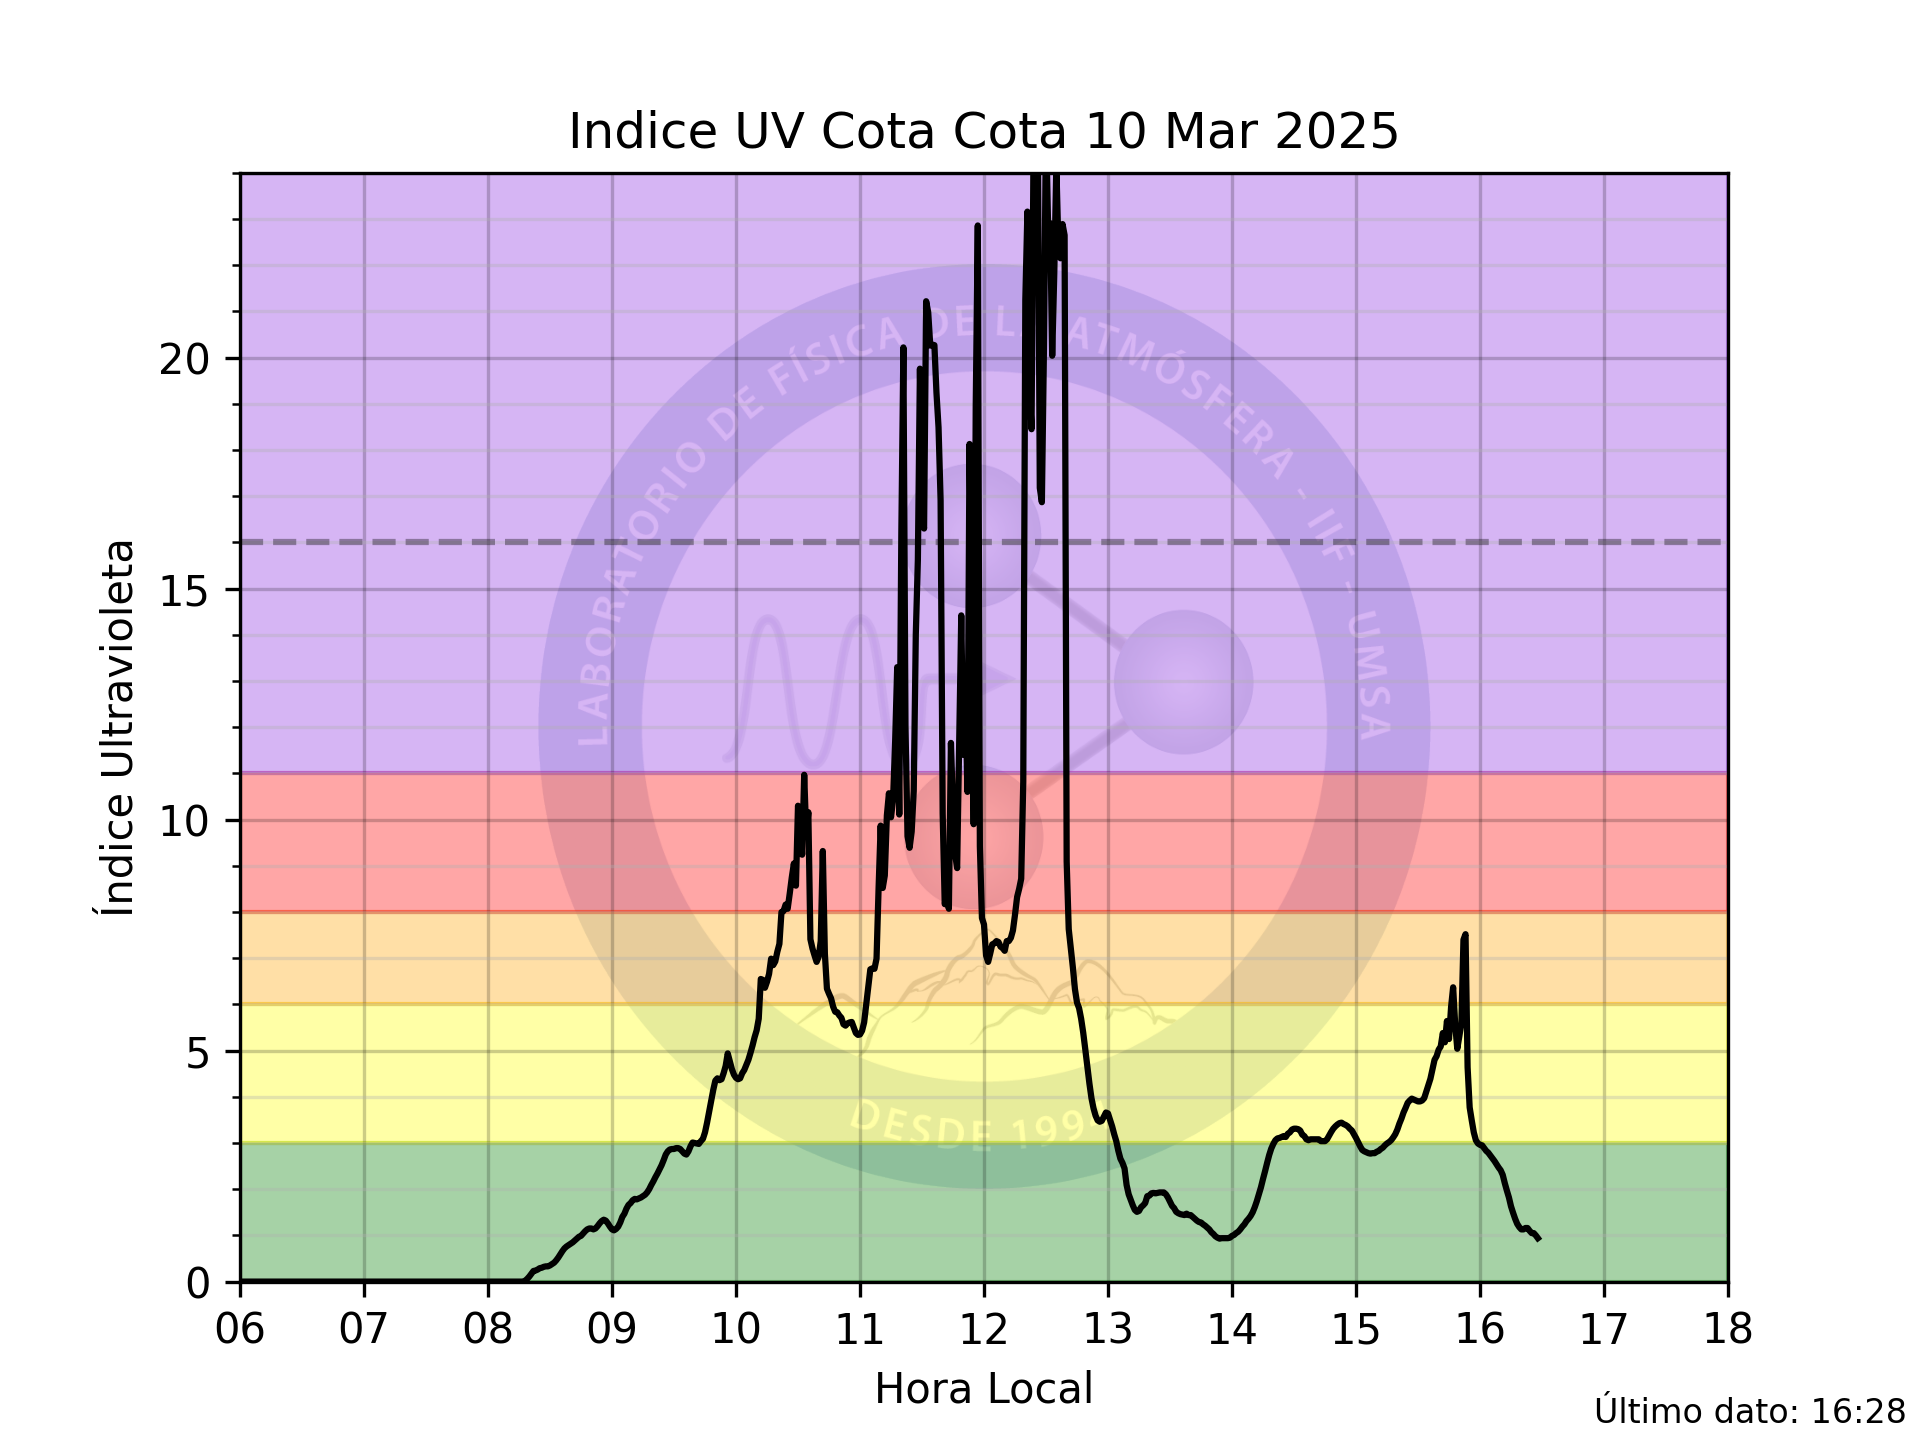 Indice UV Cota Cota 10 Mar 2025
Índice Ultravioleta
20
15
10
5
0
LABORATORIO DE FÍSICA DE LA ATMÓSFERA - IIF - UMSA
DESDE 199
06 07 08 09 10 11 12 13 14 15 16 17 18
Hora Local
Último dato: 16:28